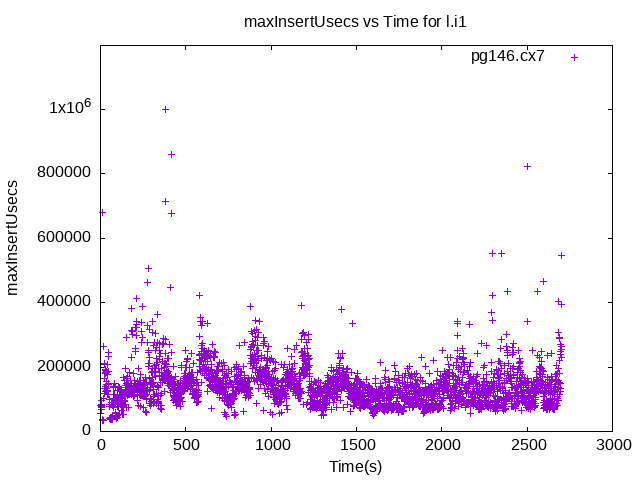 maxInsertUsecs vs Time for l.i1
pg146.cx7
1x10^6
800000
600000
400000
200000
0
maxInsertUsecs
0 500 1000 1500 2000 2500 3000
Time(s)